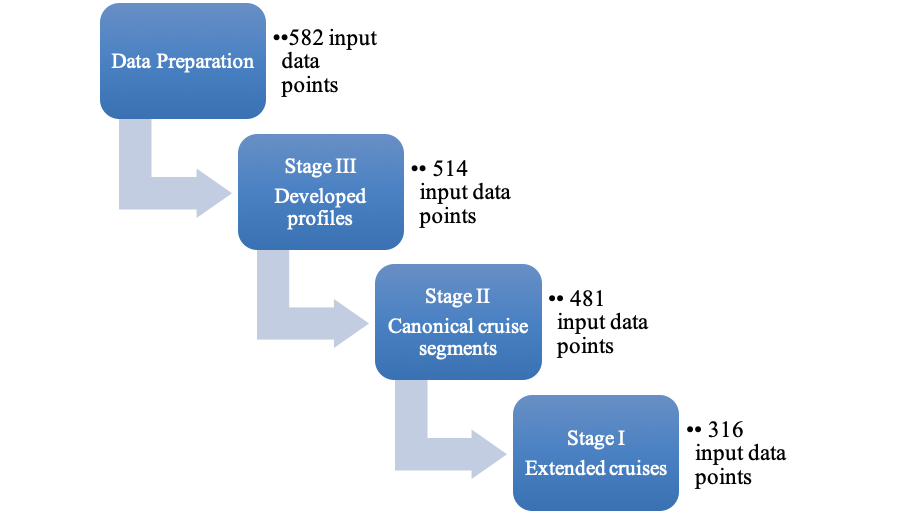 Data Preparation
••582 input
data
points
Stage III
Developed
profiles
•• 514
input data
points
Stage II
Canonical cruise
segments
•• 481
input data
points
Stage I
Extended cruises
•• 316
input data
points